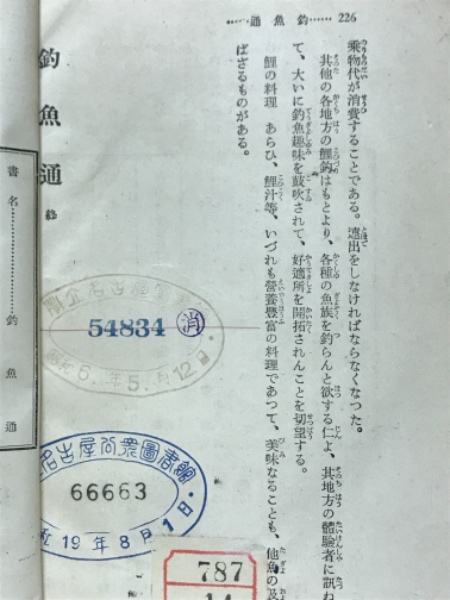 226 ……釣魚通……
乗物代が消費することである。遠出をしなければならなくなつた。
其他の各地方の鯉釣はもとより、各種の魚族を釣らんと欲する仁よ、其地方の體驗者に訊ね
て、大いに釣魚趣味を鼓吹されて、好適所を開拓されんことを切望する。
鯉の料理 あらひ、鯉汁等、いづれも營養豐富の料理であつて、美味なることも、他魚の及
ばざるものがある。
釣魚通 終
54834
消
6.年5.月12日.
名古屋公衆圖書館
66663
19年8月1日.
787
14
書名…………釣魚通